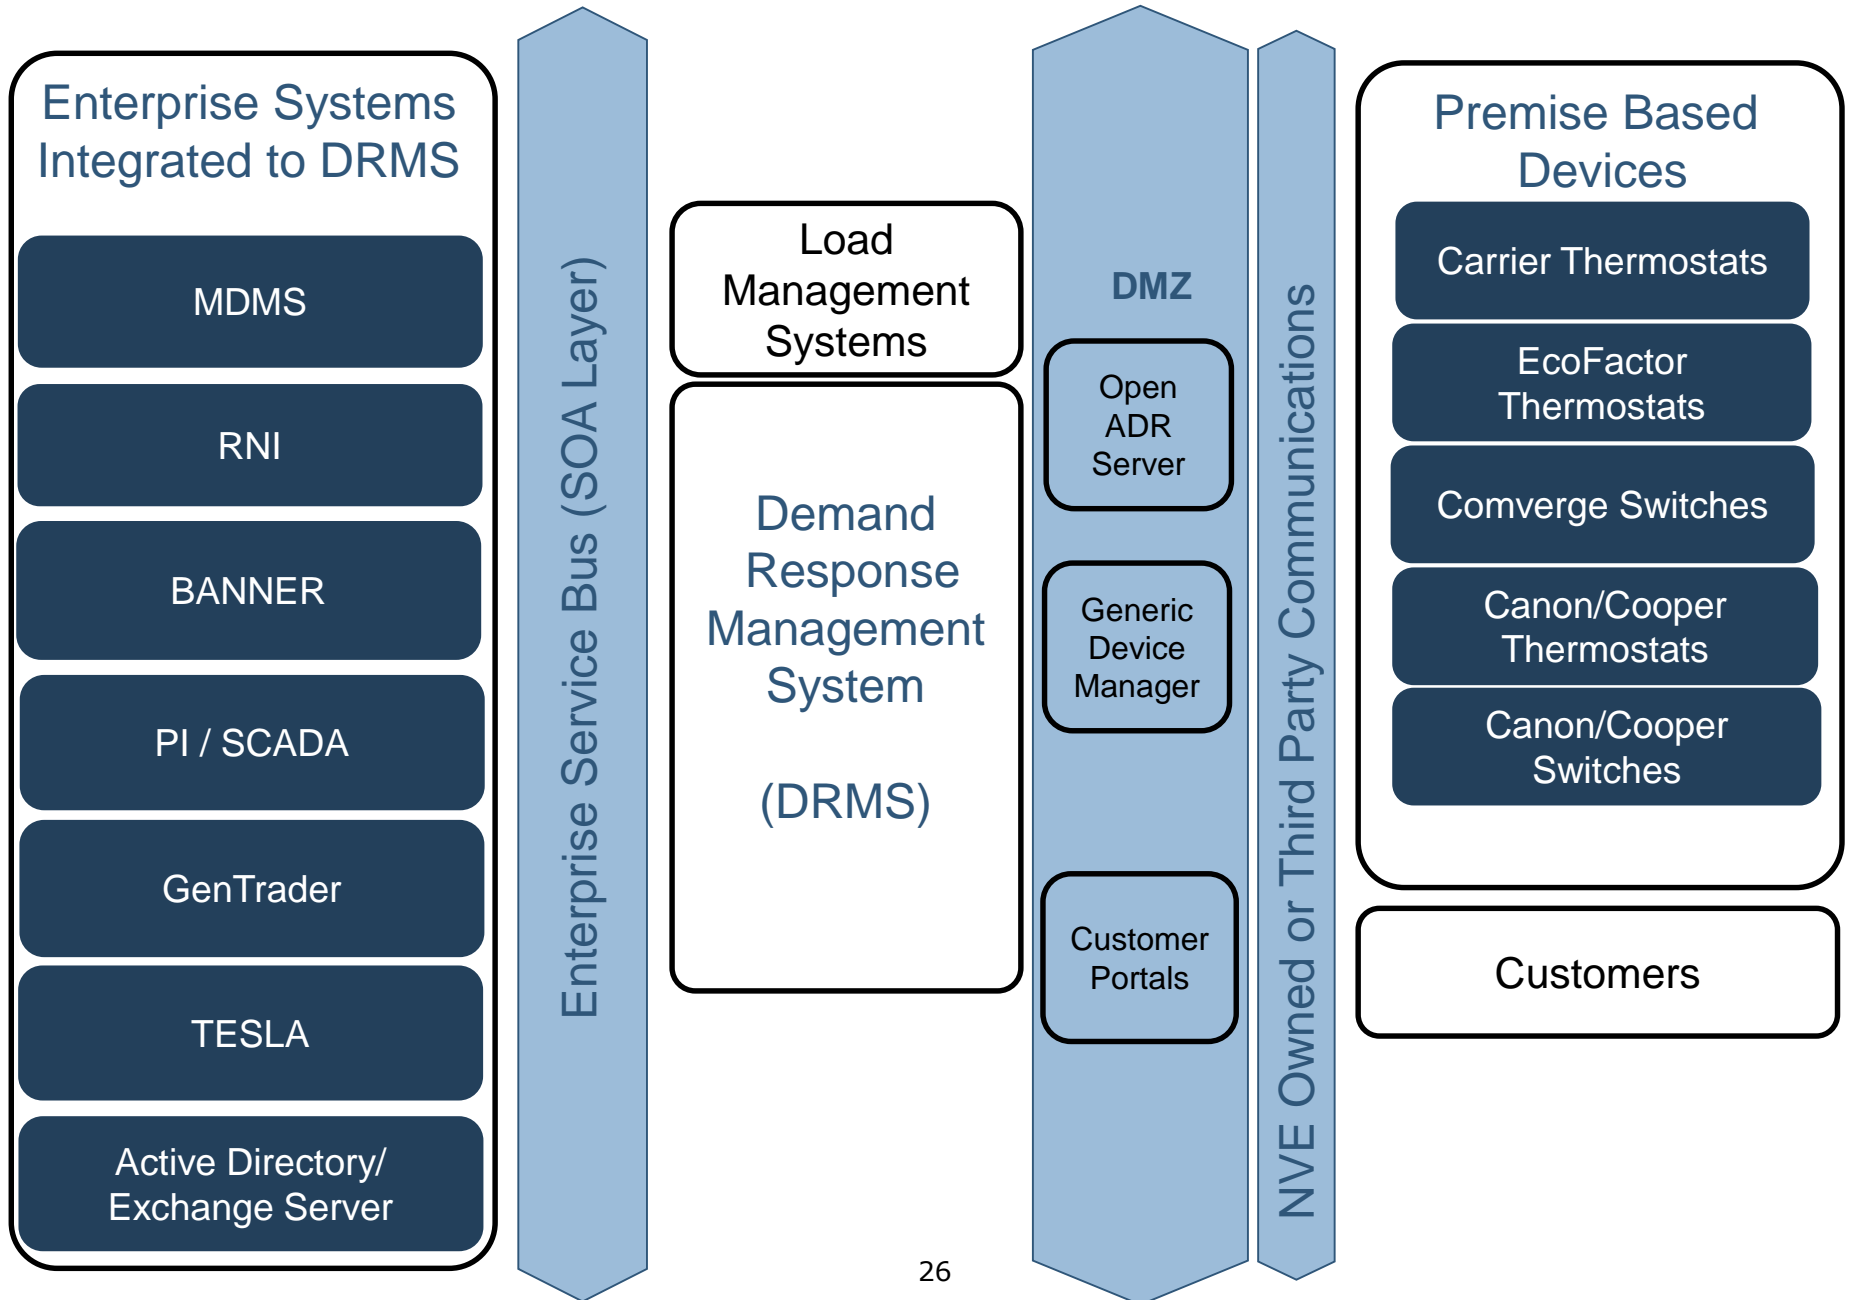 Enterprise Systems
Integrated to DRMS
MDMS
RNI
BANNER
PI / SCADA
GenTrader
TESLA
Active Directory/
Exchange Server
Enterprise Service Bus (SOA Layer)
Load
Management
Systems
Demand
Response
Management
System
(DRMS)
DMZ
Open
ADR
Server
Generic
Device
Manager
Customer
Portals
NVE Owned or Third Party Communications
Premise Based
Devices
Carrier Thermostats
EcoFactor
Thermostats
Comverge Switches
Canon/Cooper
Thermostats
Canon/Cooper
Switches
Customers
26